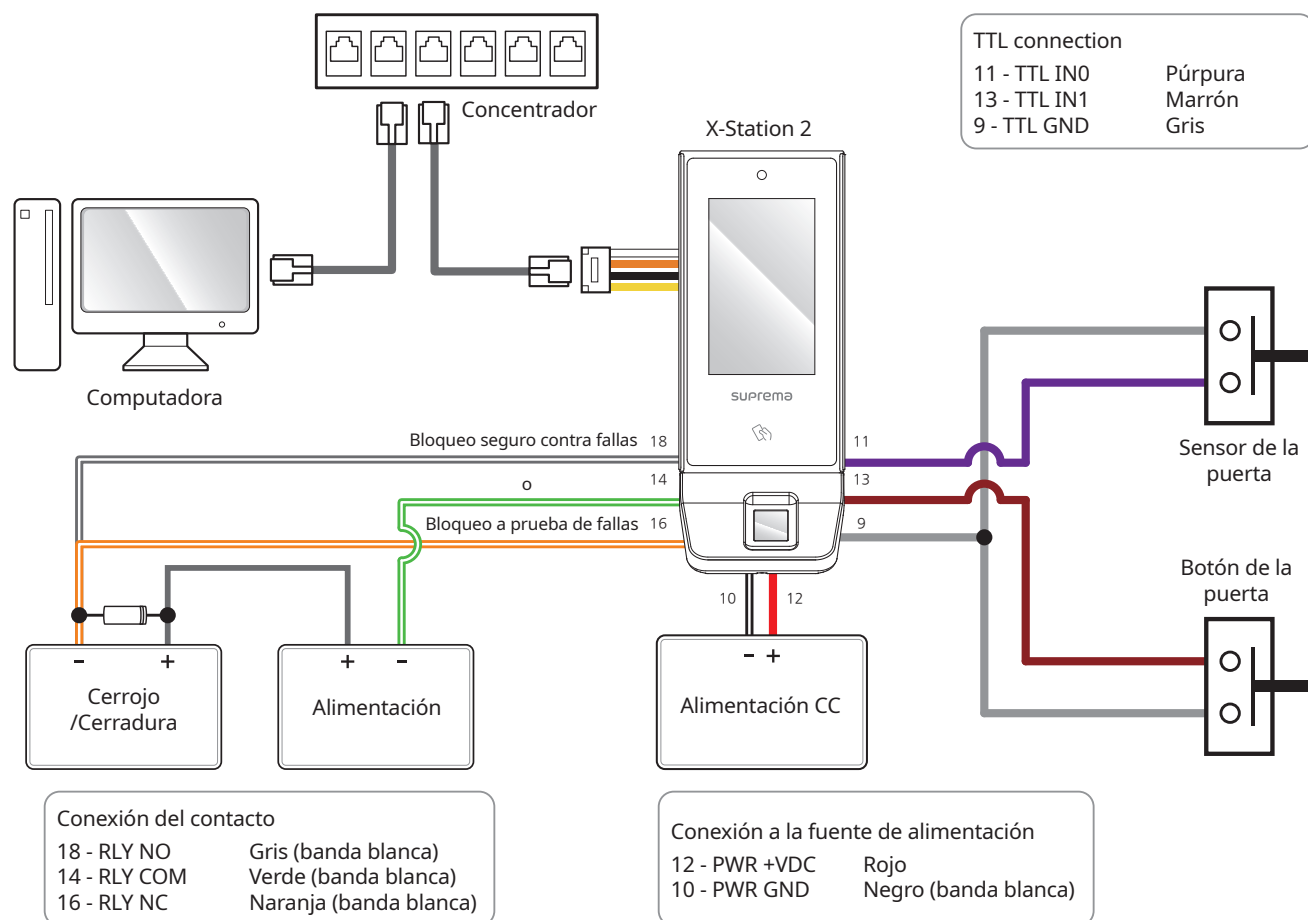 TTL connection
11 - TTL IN0 Púrpura
13 - TTL IN1 Marrón
9 - TTL GND Gris
Concentrador
X-Station 2
Computadora
suprema
Bloqueo seguro contra fallas 18
o 14
Bloqueo a prueba de fallas 16
11
13
9
Sensor de la
puerta
Botón de la
puerta
10 12
- +
Cerrojo
/Cerradura
+ -
Alimentación
- +
Alimentación CC
Conexión del contacto
18 - RLY NO Gris (banda blanca)
14 - RLY COM Verde (banda blanca)
16 - RLY NC Naranja (banda blanca)
Conexión a la fuente de alimentación
12 - PWR +VDC Rojo
10 - PWR GND Negro (banda blanca)